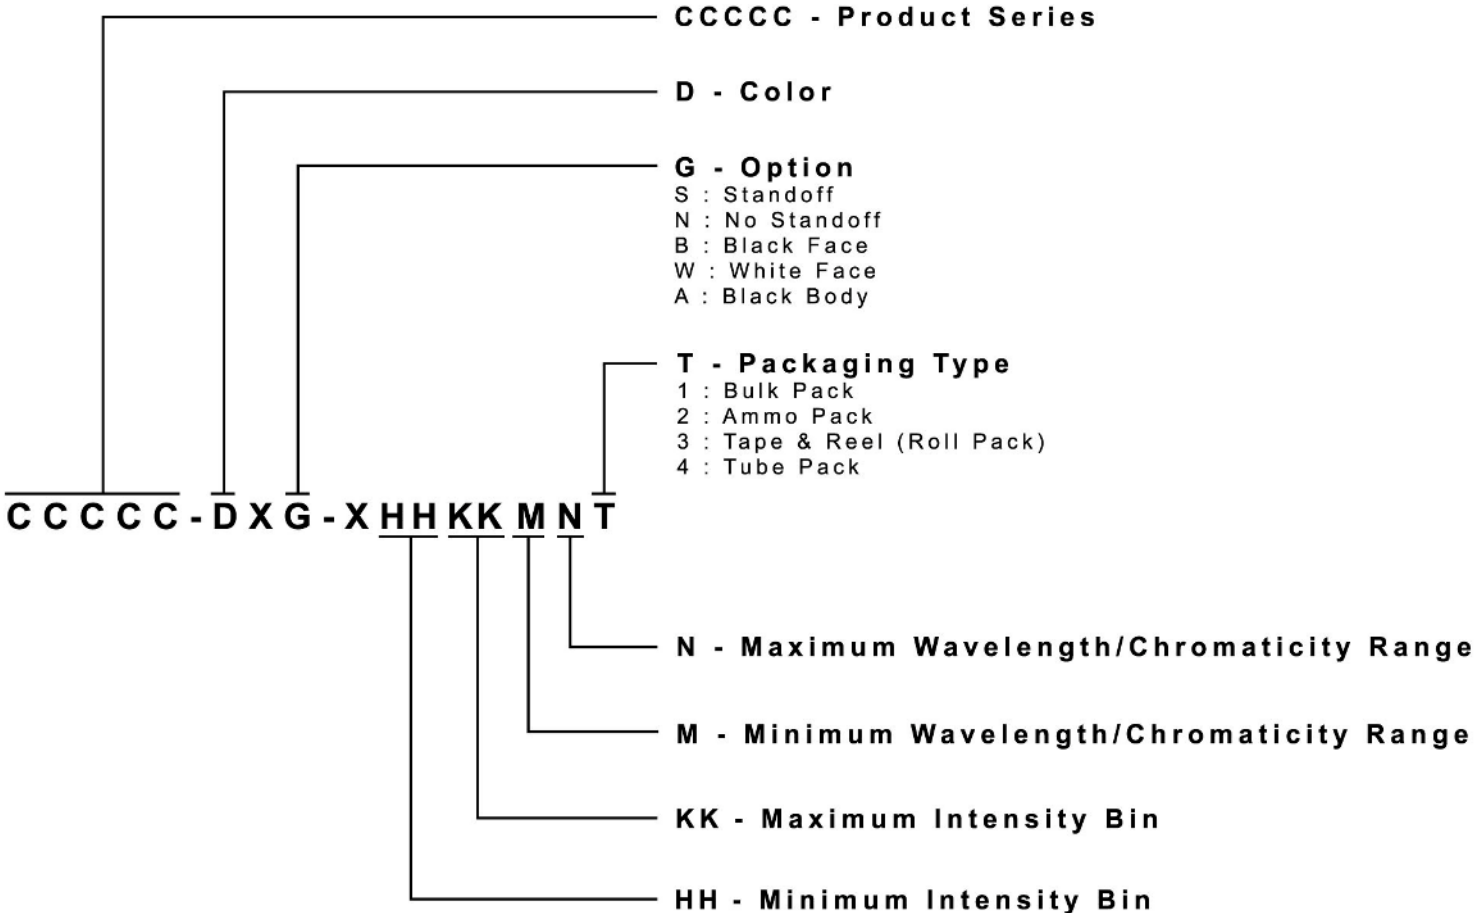 CCCCC - Product Series
D - Color
G - Option
S : Standoff
N : No Standoff
B : Black Face
W : White Face
A : Black Body
T - Packaging Type
1 : Bulk Pack
2 : Ammo Pack
3 : Tape & Reel (Roll Pack)
4 : Tube Pack
CCCCC-DXG-XHHKKMNT
N - Maximum Wavelength/Chromaticity Range
M - Minimum Wavelength/Chromaticity Range
KK - Maximum Intensity Bin
HH - Minimum Intensity Bin